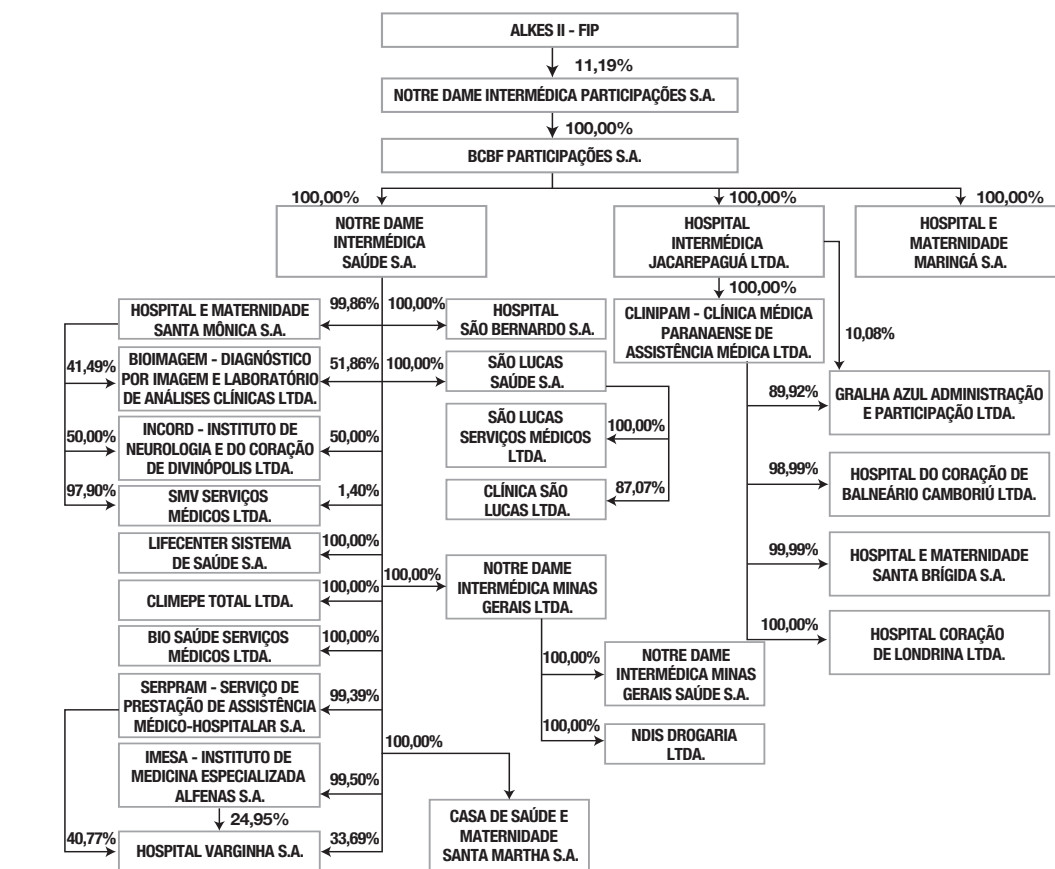 ALKES II - FIP
11,19%
NOTRE DAME INTERMÉDICA PARTICIPAÇÕES S.A.
100,00%
BCBF PARTICIPAÇÕES S.A.
100,00%
100,00%
100,00%
NOTRE DAME
INTERMÉDICA
SAÚDE S.A.
HOSPITAL
INTERMÉDICA
JACAREPAGUÁ LTDA.
HOSPITAL E
MATERNIDADE
MARINGÁ S.A.
HOSPITAL E MATERNIDADE
SANTA MÔNICA S.A.
99,86%
100,00%
HOSPITAL
SÃO BERNARDO S.A.
100,00%
CLINIPAM - CLÍNICA MÉDICA
PARANAENSE DE
ASSISTÊNCIA MÉDICA LTDA.
10,08%
41,49%
BIOIMAGEM - DIAGNÓSTICO
POR IMAGEM E LABORATÓRIO
DE ANÁLISES CLÍNICAS LTDA.
51,86%
100,00%
SÃO LUCAS
SAÚDE S.A.
89,92%
GRALHA AZUL ADMINISTRAÇÃO
E PARTICIPAÇÃO LTDA.
50,00%
INCORD - INSTITUTO DE
NEUROLOGIA E DO CORAÇÃO
DE DIVINÓPOLIS LTDA.
50,00%
SÃO LUCAS
SERVIÇOS MÉDICOS
LTDA.
100,00%
97,90%
SMV SERVIÇOS
MÉDICOS LTDA.
1,40%
CLÍNICA SÃO
LUCAS LTDA.
87,07%
98,99%
HOSPITAL DO CORAÇÃO DE
BALNEÁRIO CAMBORIÚ LTDA.
LIFECENTER SISTEMA
DE SAÚDE S.A.
100,00%
99,99%
HOSPITAL E MATERNIDADE
SANTA BRÍGIDA S.A.
CLIMEPE TOTAL LTDA.
100,00%
100,00%
NOTRE DAME
INTERMÉDICA MINAS
GERAIS LTDA.
BIO SAÚDE SERVIÇOS
MÉDICOS LTDA.
100,00%
100,00%
HOSPITAL CORAÇÃO
DE LONDRINA LTDA.
SERPRAM - SERVIÇO DE
PRESTAÇÃO DE ASSISTÊNCIA
MÉDICO-HOSPITALAR S.A.
99,39%
100,00%
NOTRE DAME
INTERMÉDICA MINAS
GERAIS SAÚDE S.A.
100,00%
NDIS DROGARIA
LTDA.
100,00%
IMESA - INSTITUTO DE
MEDICINA ESPECIALIZADA
ALFENAS S.A.
99,50%
24,95%
CASA DE SAÚDE E
MATERNIDADE
SANTA MARTHA S.A.
40,77%
HOSPITAL VARGINHA S.A.
33,69%